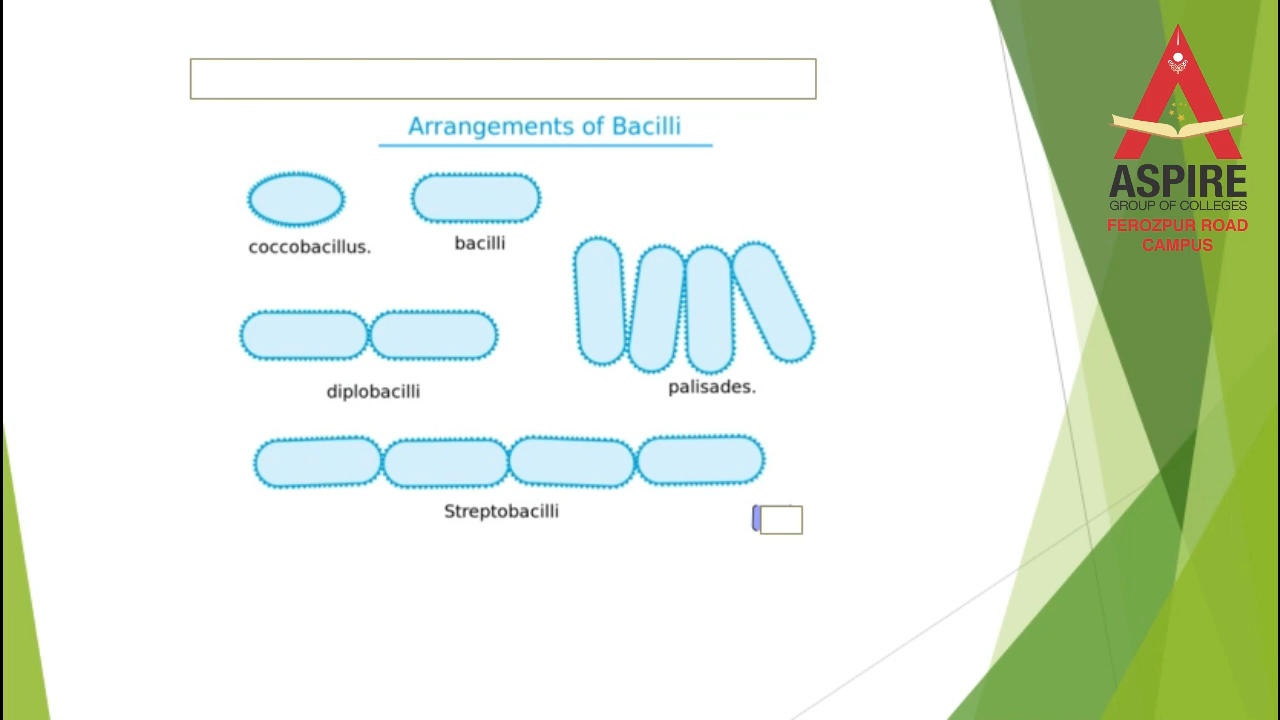 Arrangements of Bacilli
coccobacillus.
bacilli
diplobacilli
palisades.
Streptobacilli
ASPIRE
GROUP OF COLLEGES
FEROZPUR ROAD
CAMPUS